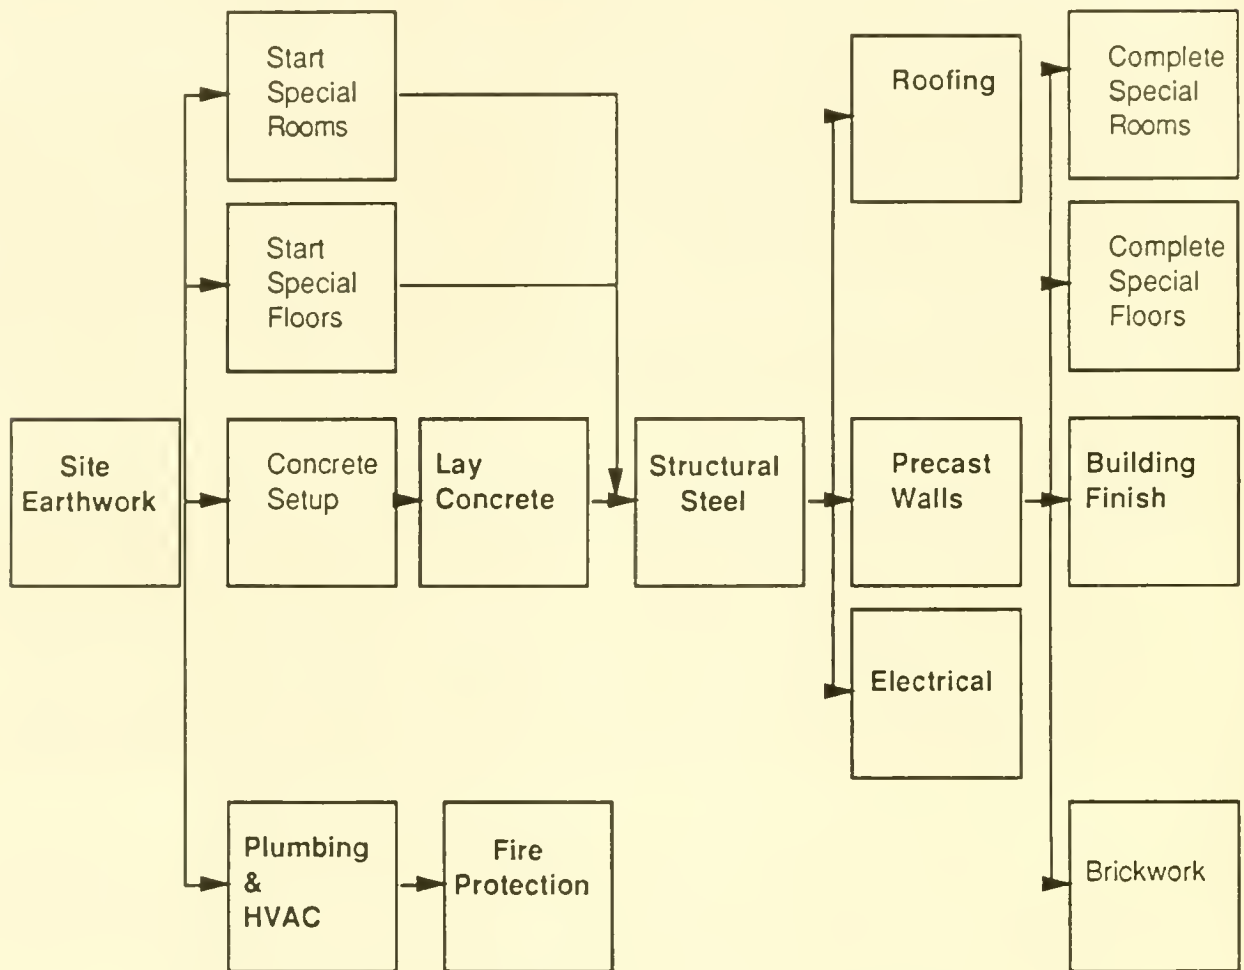 Start
Special
Rooms
Start
Special
Floors
Site
Earthwork
Concrete
Setup
Lay
Concrete
Structural
Steel
Plumbing
&
HVAC
Fire
Protection
Roofing
Precast
Walls
Electrical
Complete
Special
Rooms
Complete
Special
Floors
Building
Finish
Brickwork